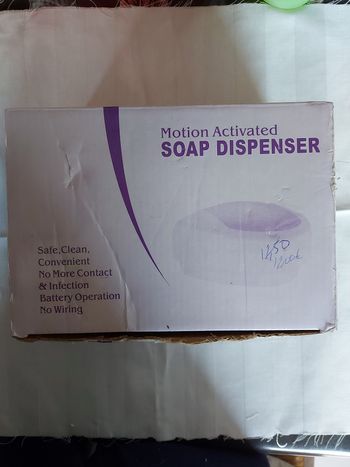 Motion Activated
SOAP DISPENSER
Safe,Clean,
Convenient
No More Contact
& Infection
Battery Operation
No Wiring